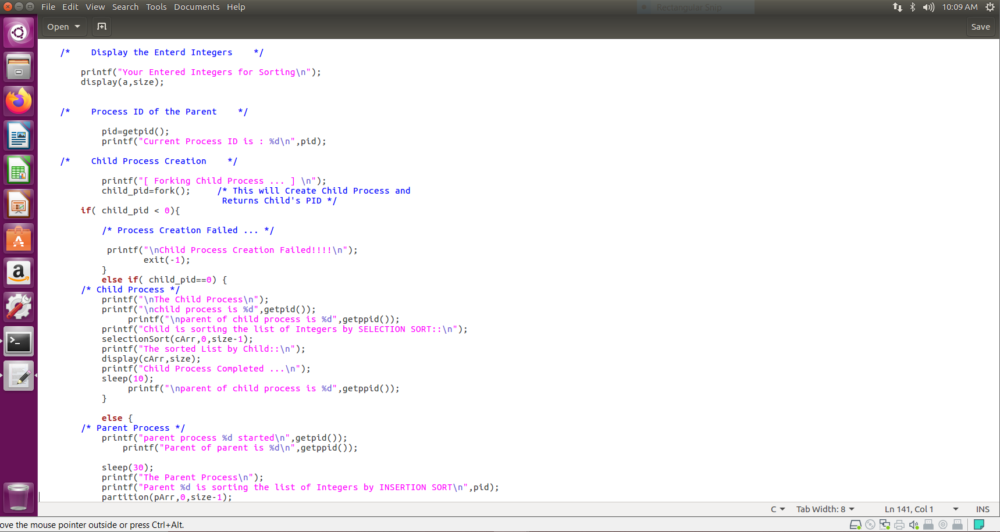 File Edit View Search Tools Documents Help
Rectangular Snip
10:09 AM
Open
Save
/*    Display the Enterd Integers    */
printf("Your Entered Integers for Sorting\n");
display(a,size);
/*    Process ID of the Parent    */
pid=getpid();
printf("Current Process ID is : %d\n",pid);
/*    Child Process Creation    */
printf("[ Forking Child Process ... ] \n");
child_pid=fork();     /* This will Create Child Process and
Returns Child's PID */
if( child_pid < 0){
/* Process Creation Failed ... */
printf("\nChild Process Creation Failed!!!!\n");
exit(-1);
}
else if( child_pid==0) {
/* Child Process */
printf("\nThe Child Process\n");
printf("\nchild process is %d",getpid());
printf("\nparent of child process is %d",getppid());
printf("Child is sorting the list of Integers by SELECTION SORT::\n");
selectionSort(cArr,0,size-1);
printf("The sorted List by Child::\n");
display(cArr,size);
printf("Child Process Completed ...\n");
sleep(10);
printf("\nparent of child process is %d",getppid());
}
else {
/* Parent Process */
printf("parent process %d started\n",getpid());
printf("Parent of parent is %d\n",getppid());
sleep(30);
printf("The Parent Process\n");
printf("Parent %d is sorting the list of Integers by INSERTION SORT\n",pid);
partition(pArr,0,size-1);
C Tab Width: 8 Ln 141, Col 1 INS
ove the mouse pointer outside or press Ctrl+Alt.